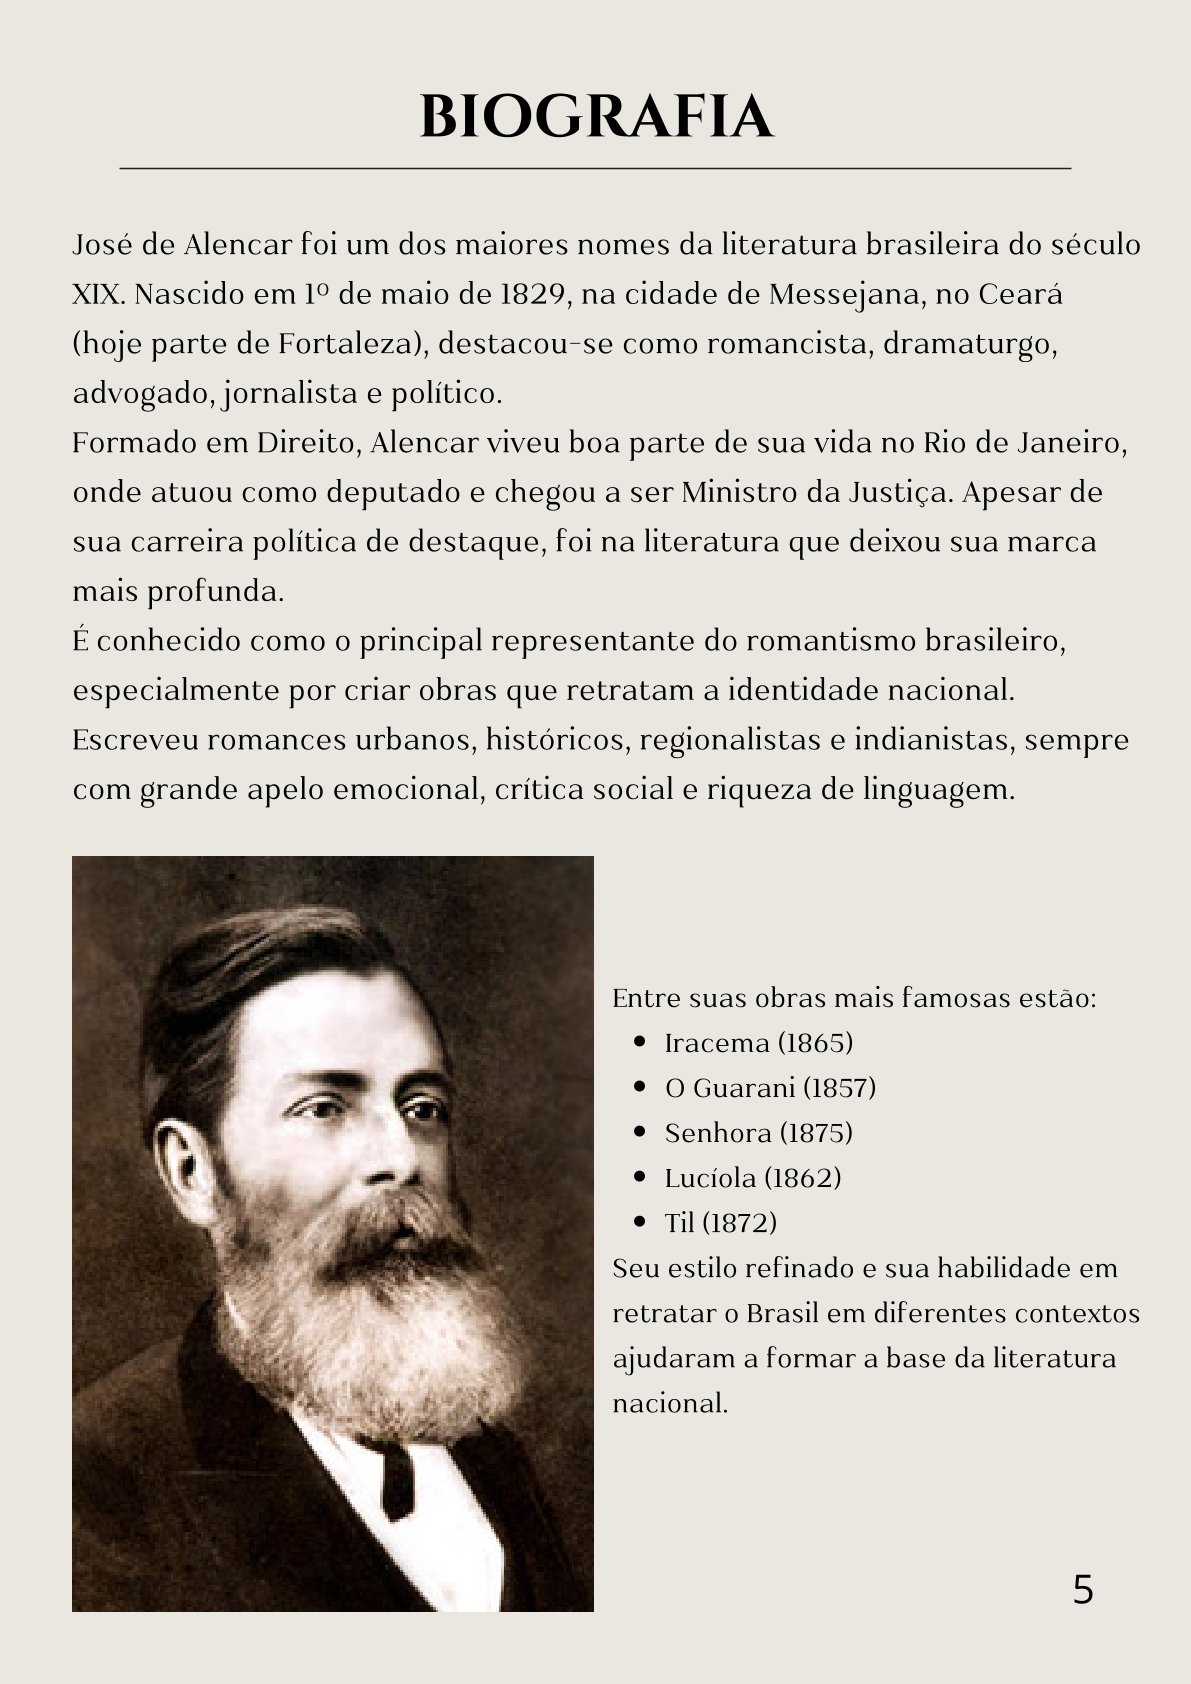 BIOGRAFIA
José de Alencar foi um dos maiores nomes da literatura brasileira do século
XIX. Nascido em 1º de maio de 1829, na cidade de Messejana, no Ceará
(hoje parte de Fortaleza), destacou-se como romancista, dramaturgo,
advogado, jornalista e político.
Formado em Direito, Alencar viveu boa parte de sua vida no Rio de Janeiro,
onde atuou como deputado e chegou a ser Ministro da Justiça. Apesar de
sua carreira política de destaque, foi na literatura que deixou sua marca
mais profunda.
É conhecido como o principal representante do romantismo brasileiro,
especialmente por criar obras que retratam a identidade nacional.
Escreveu romances urbanos, históricos, regionalistas e indianistas, sempre
com grande apelo emocional, crítica social e riqueza de linguagem.
Entre suas obras mais famosas estão:
• Iracema (1865)
• O Guarani (1857)
• Senhora (1875)
• Lucíola (1862)
• Til (1872)
Seu estilo refinado e sua habilidade em
retratar o Brasil em diferentes contextos
ajudaram a formar a base da literatura
nacional.
5